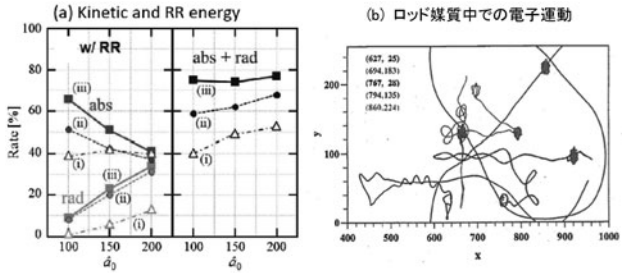 (a) Kinetic and RR energy
w/ RR
abs
(iii)
(ii)
(i)
rad
(iii)
(ii)
(i)
abs + rad
(iii)
(ii)
(i)
Rate [%]
100
80
60
40
20
0
100 150 200
100 150 200
â₀
â₀
(b) ロッド媒質中での電子運動
(627, 25)
(694,183)
(767, 28)
(794,135)
(860,224)
y
200
100
0
400 500 600 700 800 900 1000
x